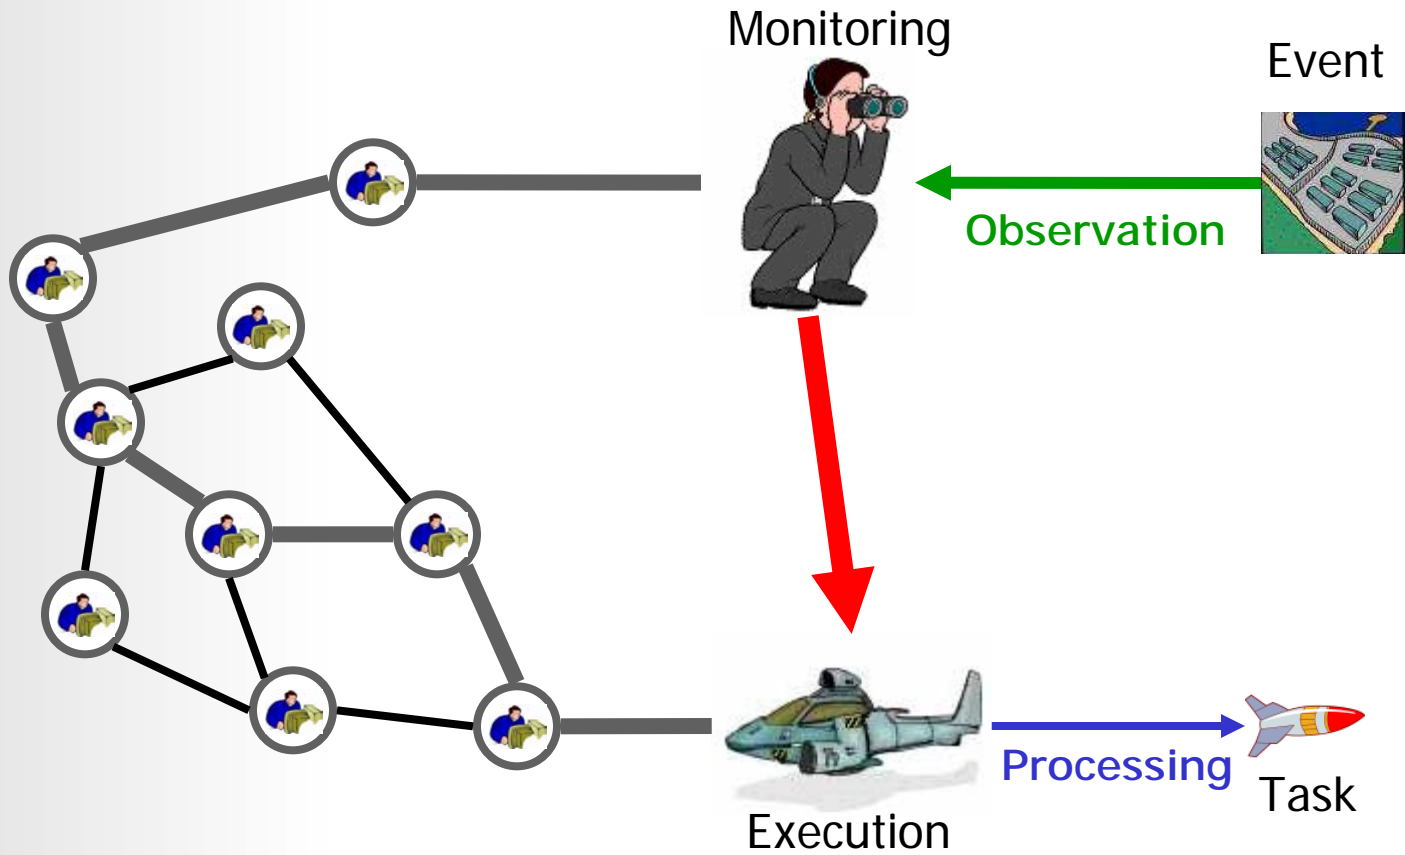 Monitoring
Event
Observation
Processing
Task
Execution